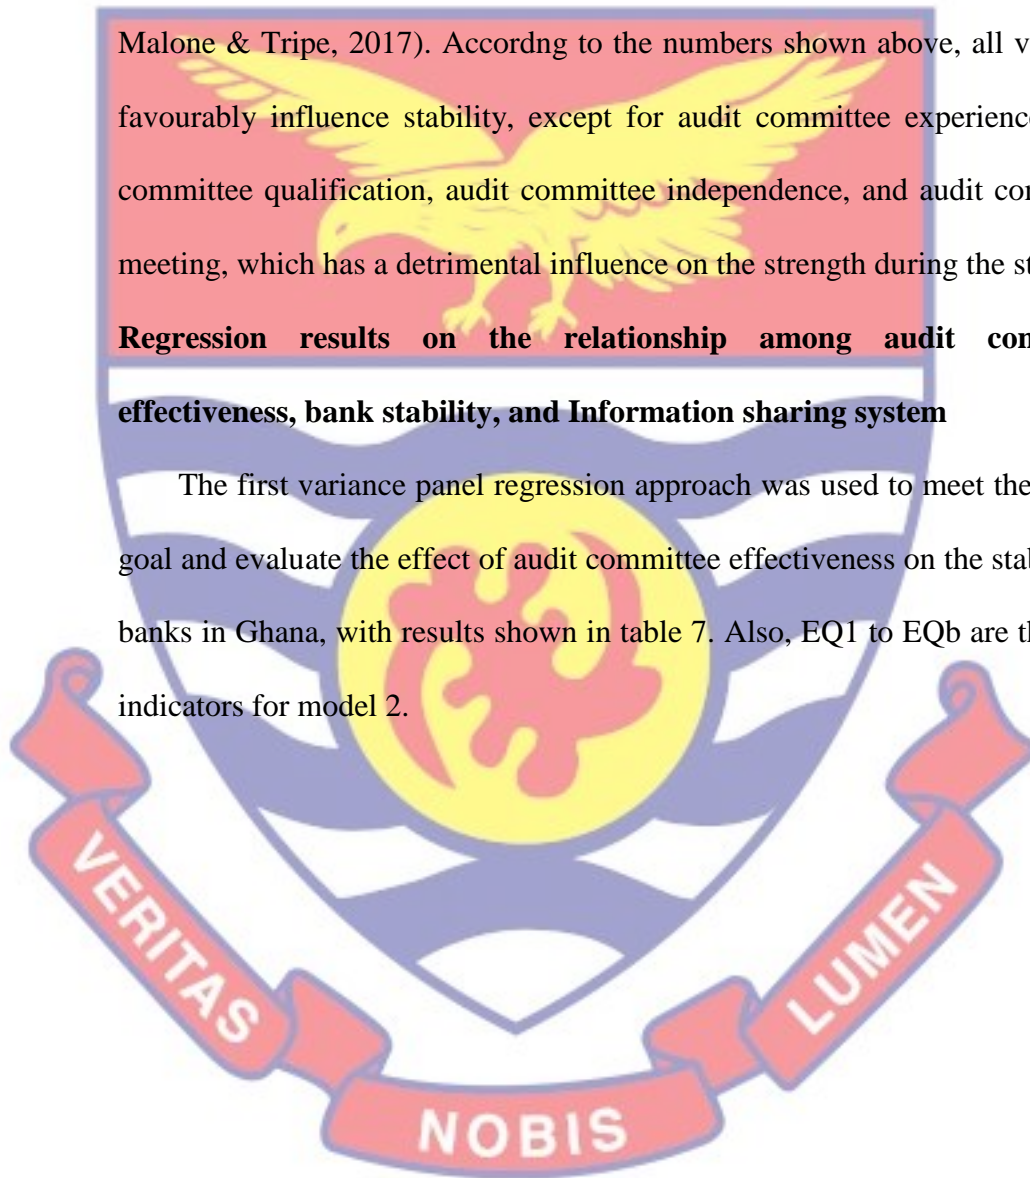 Malone & Tripe, 2017). Accordng to the numbers shown above, all v
favourably influence stability, except for audit committee experience
committee qualification, audit committee independence, and audit con
meeting, which has a detrimental influence on the strength during the st
Regression results on the relationship among audit con
effectiveness, bank stability, and Information sharing system
The first variance panel regression approach was used to meet the
goal and evaluate the effect of audit committee effectiveness on the stab
banks in Ghana, with results shown in table 7. Also, EQ1 to EQb are th
indicators for model 2.
VERITAS
NOBIS
LUMEN